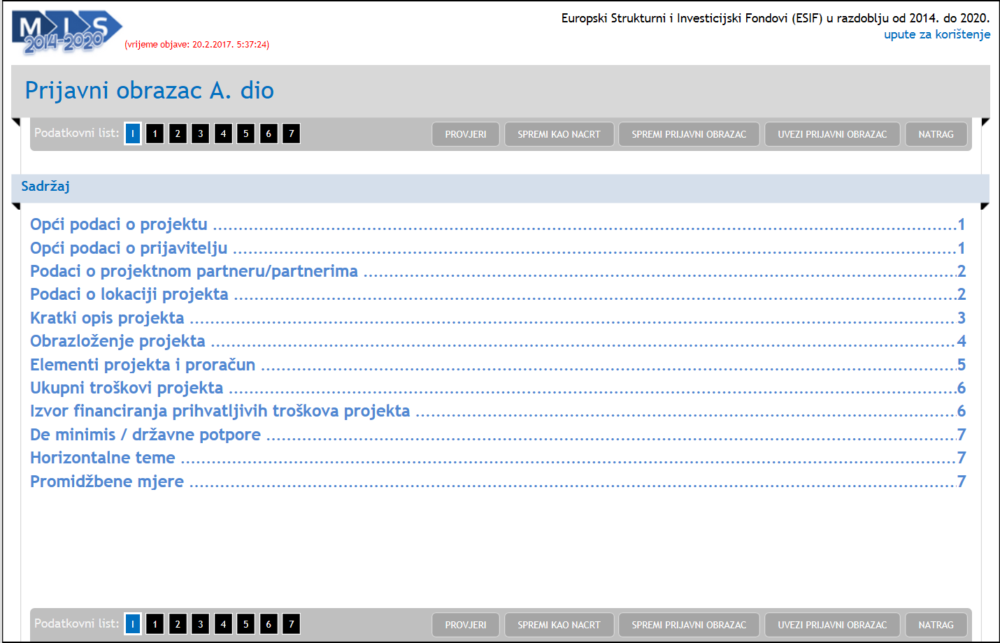 M I S
2014-2020
(vrijeme objave: 20.2.2017. 5:37:24)
Europski Strukturni i Investicijski Fondovi (ESIF) u razdoblju od 2014. do 2020.
upute za korištenje
Prijavni obrazac A. dio
Podatkovni list: I 1 2 3 4 5 6 7 PROVJERI SPREMI KAO NACRT SPREMI PRIJAVNI OBRAZAC UVEZI PRIJAVNI OBRAZAC NATRAG
Sadržaj
Opći podaci o projektu ........ 1
Opći podaci o prijavitelju ........ 1
Podaci o projektnom partneru/partnerima ........ 2
Podaci o lokaciji projekta ........ 2
Kratki opis projekta ........ 3
Obrazloženje projekta ........ 4
Elementi projekta i proračun ........ 5
Ukupni troškovi projekta ........ 6
Izvor financiranja prihvatljivih troškova projekta ........ 6
De minimis / državne potpore ........ 7
Horizontalne teme ........ 7
Promidžbene mjere ........ 7
Podatkovni list: I 1 2 3 4 5 6 7 PROVJERI SPREMI KAO NACRT SPREMI PRIJAVNI OBRAZAC UVEZI PRIJAVNI OBRAZAC NATRAG